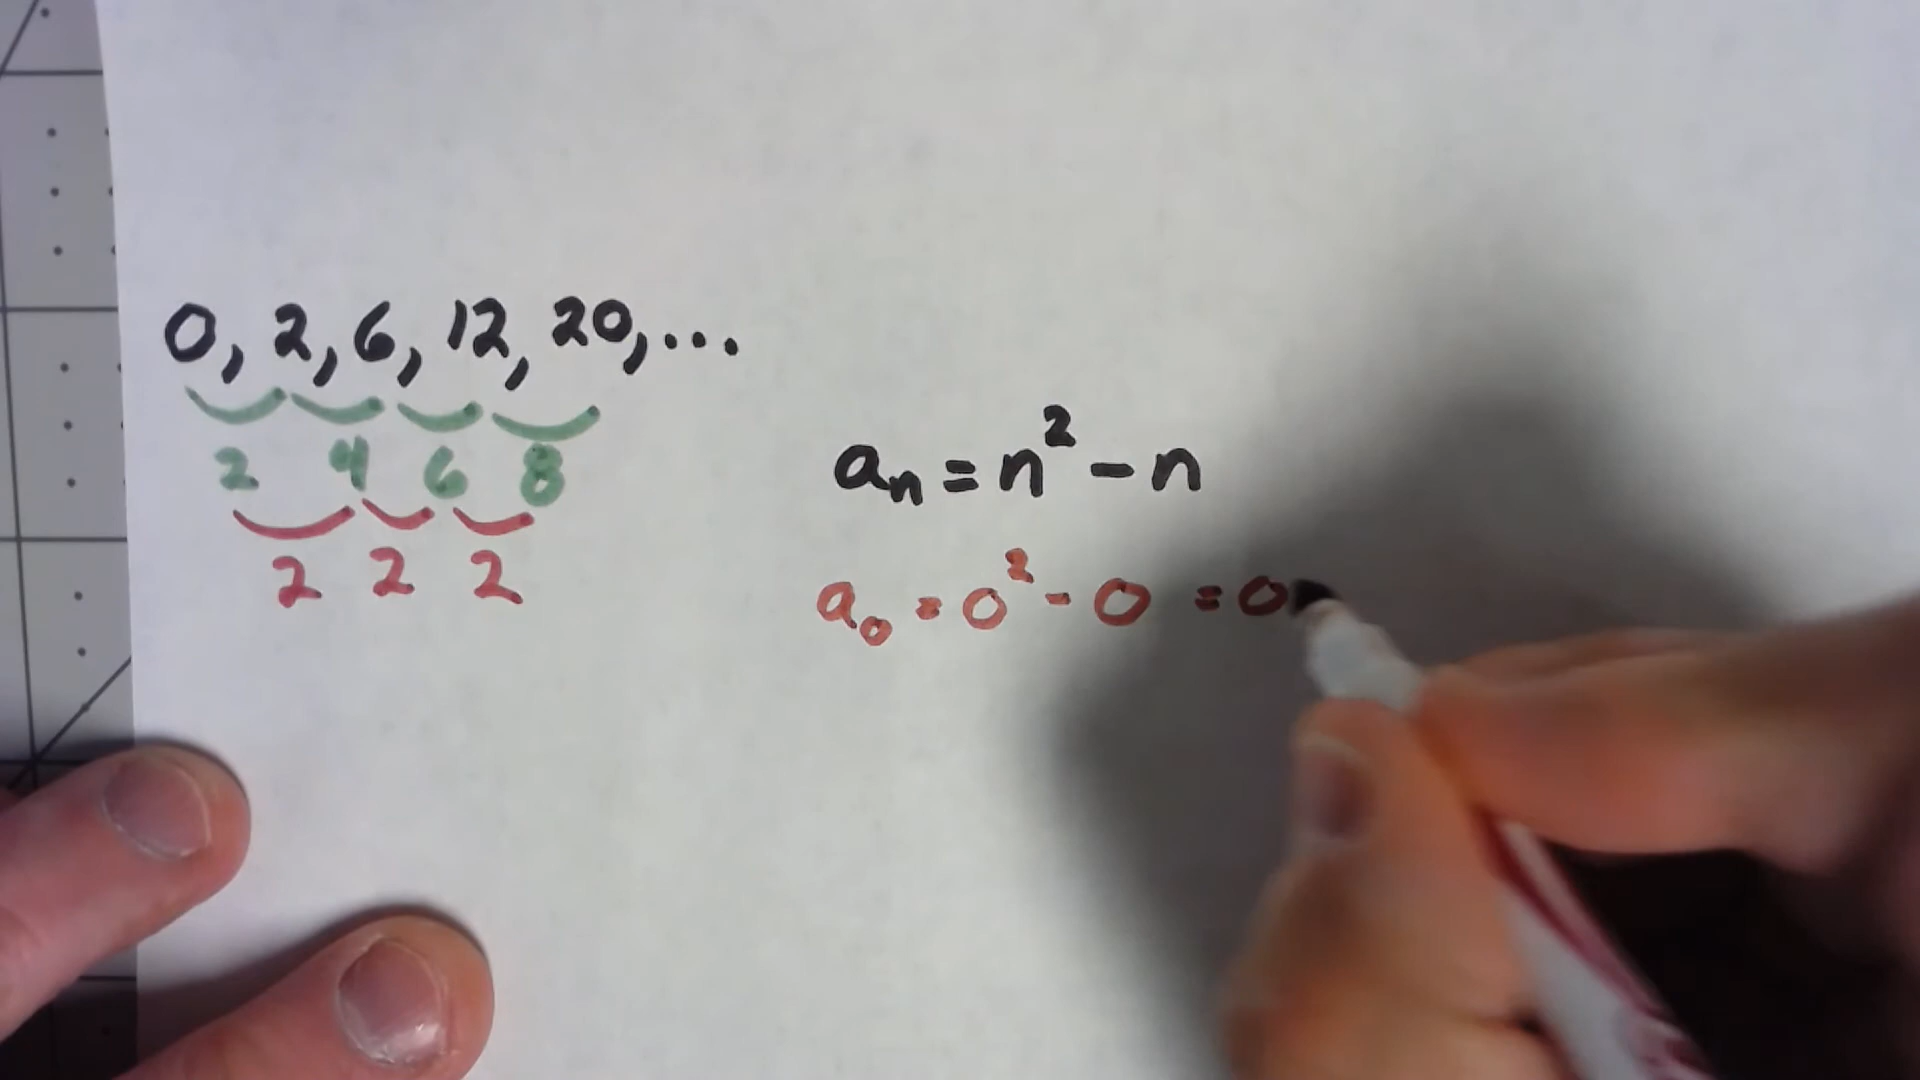 0, 2, 6, 12, 20, ...
2 4 6 8
2 2 2
aₙ = n² - n
a₀ = 0² - 0 = 0